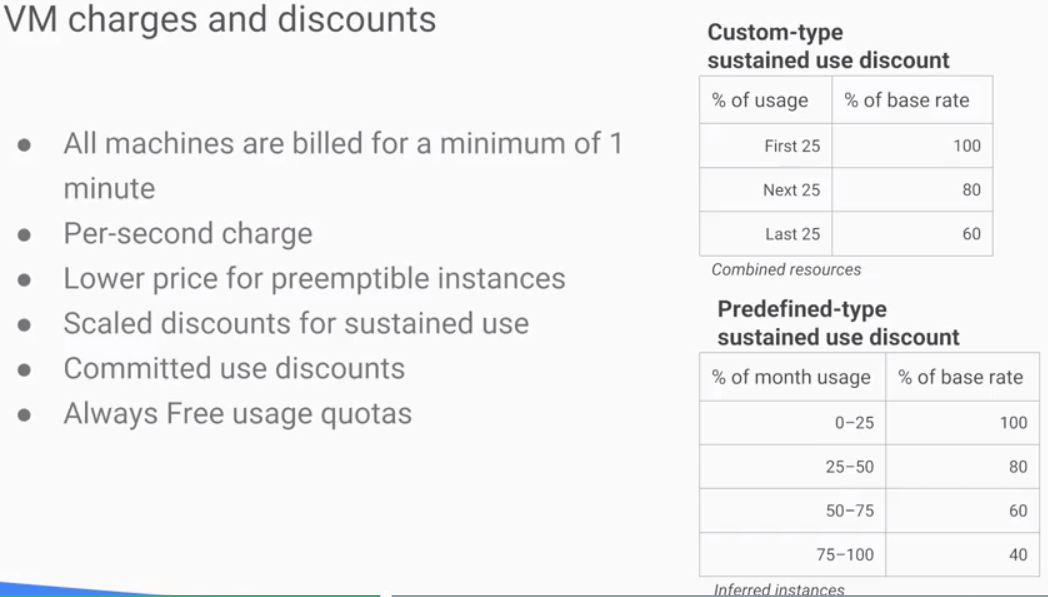 VM charges and discounts
All machines are billed for a minimum of 1
minute
Per-second charge
Lower price for preemptible instances
Scaled discounts for sustained use
Committed use discounts
Always Free usage quotas
Custom-type
sustained use discount
% of usage % of base rate
First 25 100
Next 25 80
Last 25 60
Combined resources
Predefined-type
sustained use discount
% of month usage % of base rate
0–25 100
25–50 80
50–75 60
75–100 40
Inferred instances